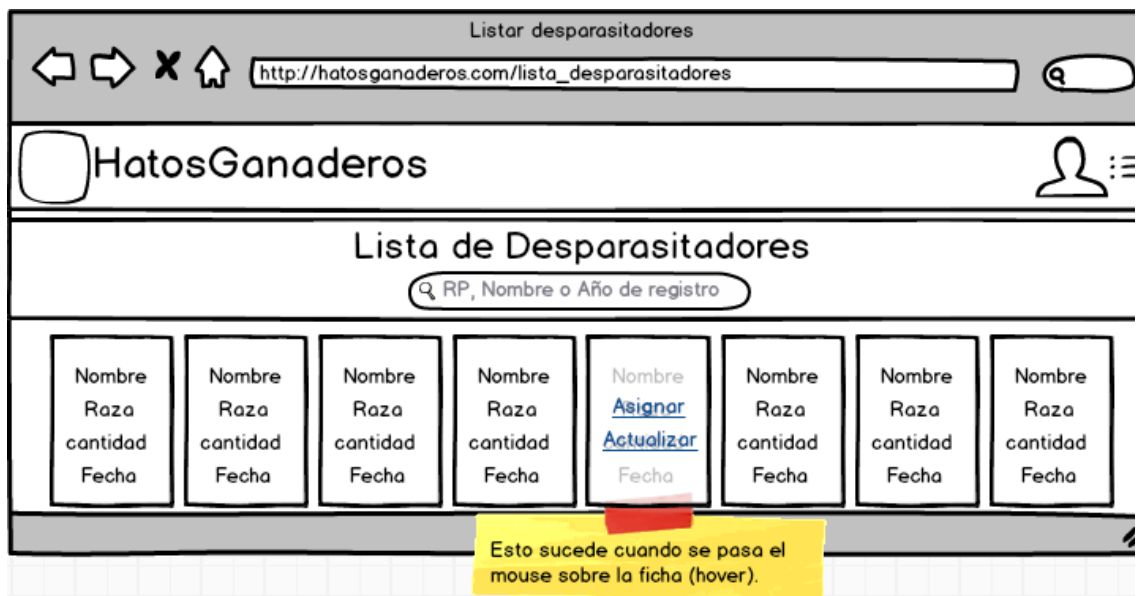 Listar desparasitadores
http://hatosganaderos.com/lista_desparasitadores
HatosGanaderos
Lista de Desparasitadores
RP, Nombre o Año de registro
Nombre Nombre Nombre Nombre Nombre Nombre Nombre Nombre
Raza Raza Raza Raza Asignar Raza Raza Raza
cantidad cantidad cantidad cantidad Actualizar cantidad cantidad cantidad
Fecha Fecha Fecha Fecha Fecha Fecha Fecha Fecha
Esto sucede cuando se pasa el
mouse sobre la ficha (hover).